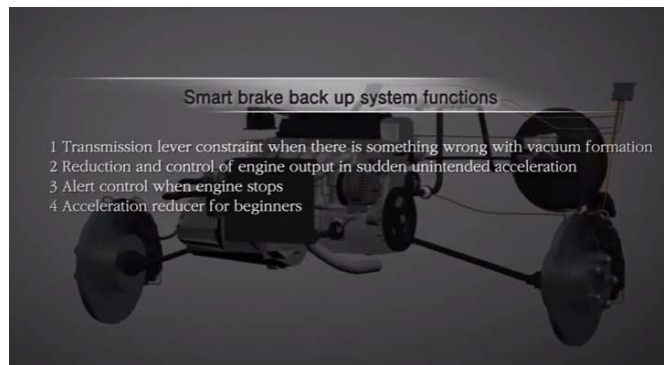 Smart brake back up system functions
1 Transmission lever constraint when there is something wrong with vacuum formation
2 Reduction and control of engine output in sudden unintended acceleration
3 Alert control when engine stops
4 Acceleration reducer for beginners